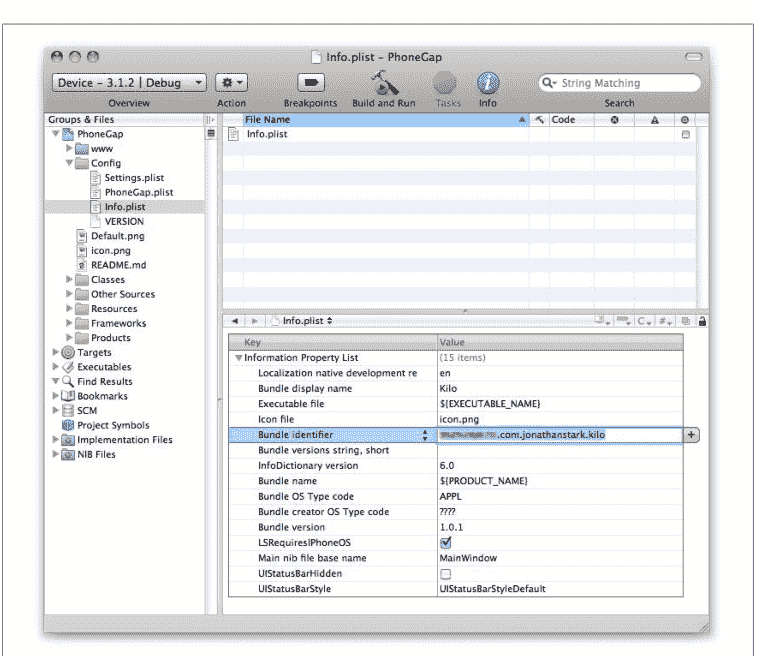 Info.plist – PhoneGap
Device – 3.1.2 | Debug
String Matching
Overview Action Breakpoints Build and Run Tasks Info Search
Groups & Files
PhoneGap
www
Config
Settings.plist
PhoneGap.plist
Info.plist
VERSION
Default.png
icon.png
README.md
Classes
Other Sources
Resources
Frameworks
Products
Targets
Executables
Find Results
Bookmarks
SCM
Project Symbols
Implementation Files
NIB Files
File Name Code
Info.plist
Info.plist C #
Key Value
Information Property List (15 items)
Localization native development re en
Bundle display name Kilo
Executable file ${EXECUTABLE_NAME}
Icon file icon.png
Bundle identifier .com.jonathanstark.kilo
Bundle versions string, short
InfoDictionary version 6.0
Bundle name ${PRODUCT_NAME}
Bundle OS Type code APPL
Bundle creator OS Type code ????
Bundle version 1.0.1
LSRequiresIPhoneOS
Main nib file base name MainWindow
UIStatusBarHidden
UIStatusBarStyle UIStatusBarStyleDefault